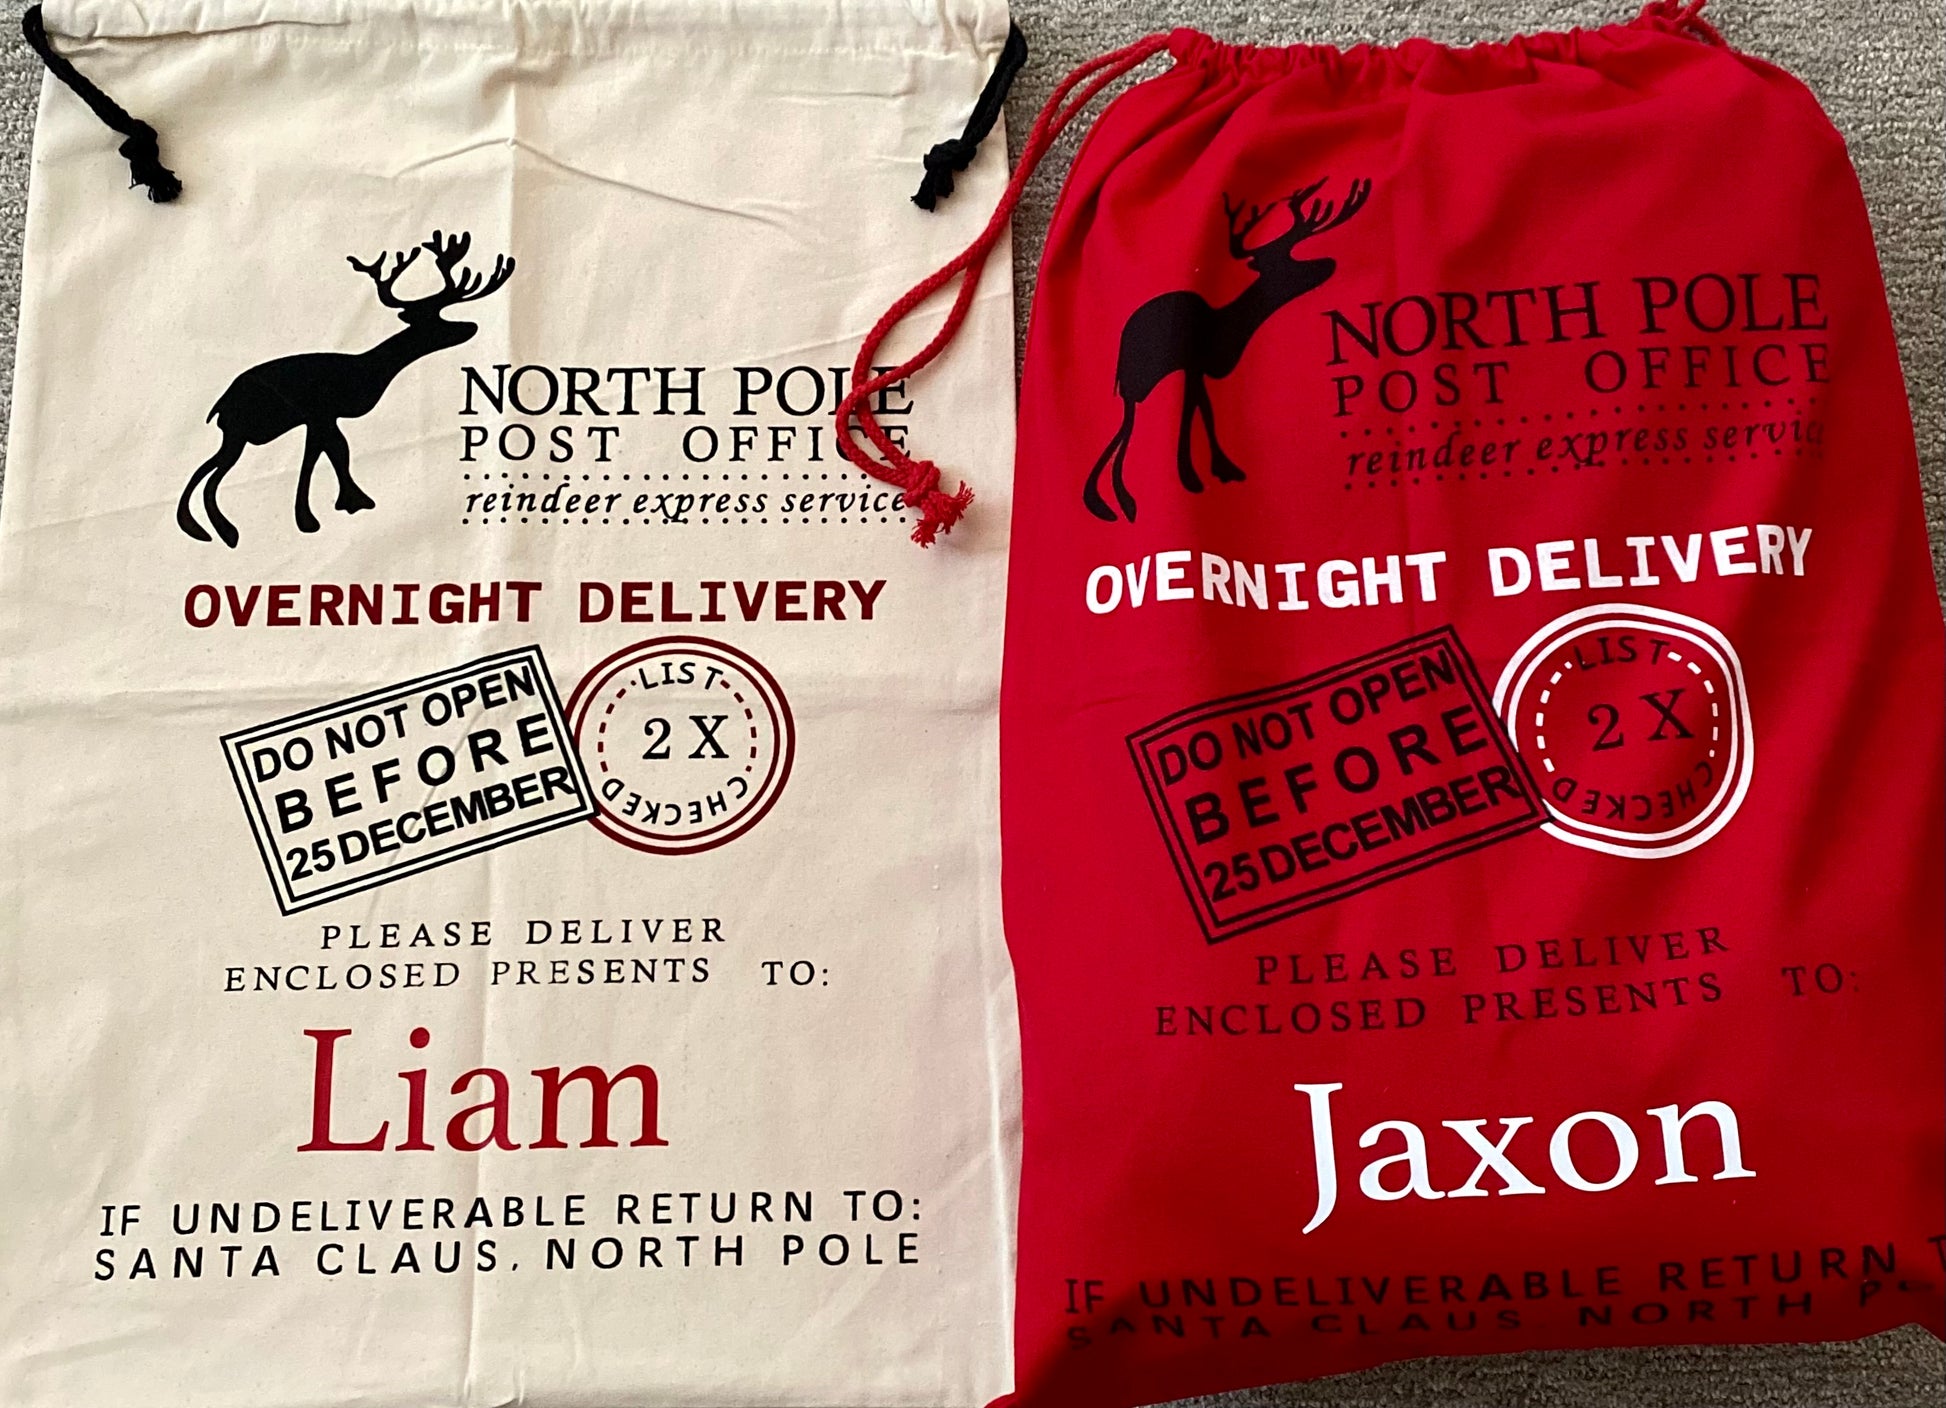 NORTH POLE
POST OFFICE
reindeer express service
OVERNIGHT DELIVERY
DO NOT OPEN
BEFORE
25 DECEMBER
LIST
2 X
CHECKED
PLEASE DELIVER
ENCLOSED PRESENTS TO:
Liam
IF UNDELIVERABLE RETURN TO:
SANTA CLAUS, NORTH POLE
NORTH POLE
POST OFFICE
reindeer express service
OVERNIGHT DELIVERY
DO NOT OPEN
BEFORE
25 DECEMBER
LIST
2 X
CHECKED
PLEASE DELIVER
ENCLOSED PRESENTS TO:
Jaxon
IF UNDELIVERABLE RETURN
SANTA CLAUS NORTH